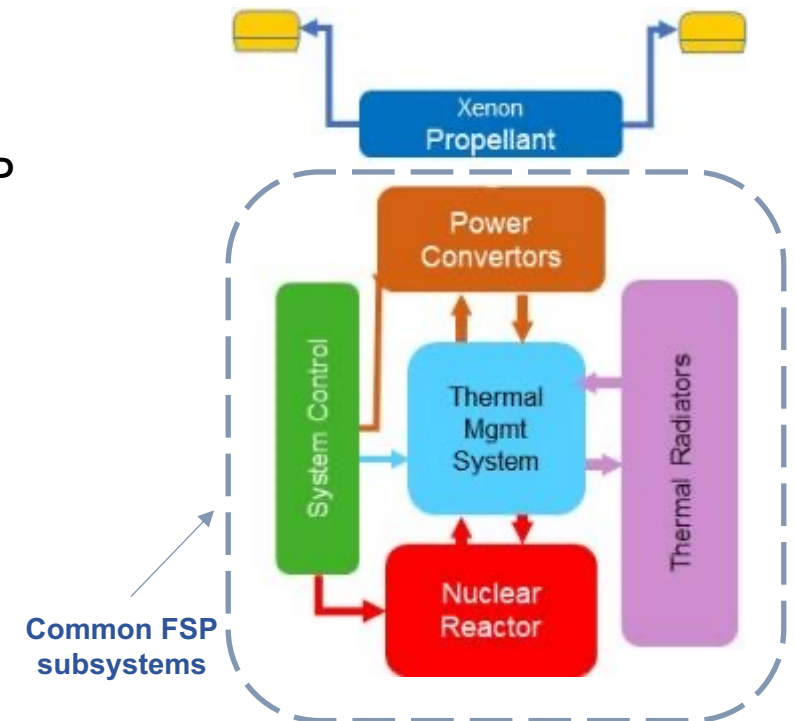 Xenon
Propellant
P
Power
Convertors
System Control
Thermal
Mgmt
System
Thermal Radiators
Nuclear
Reactor
Common FSP
subsystems